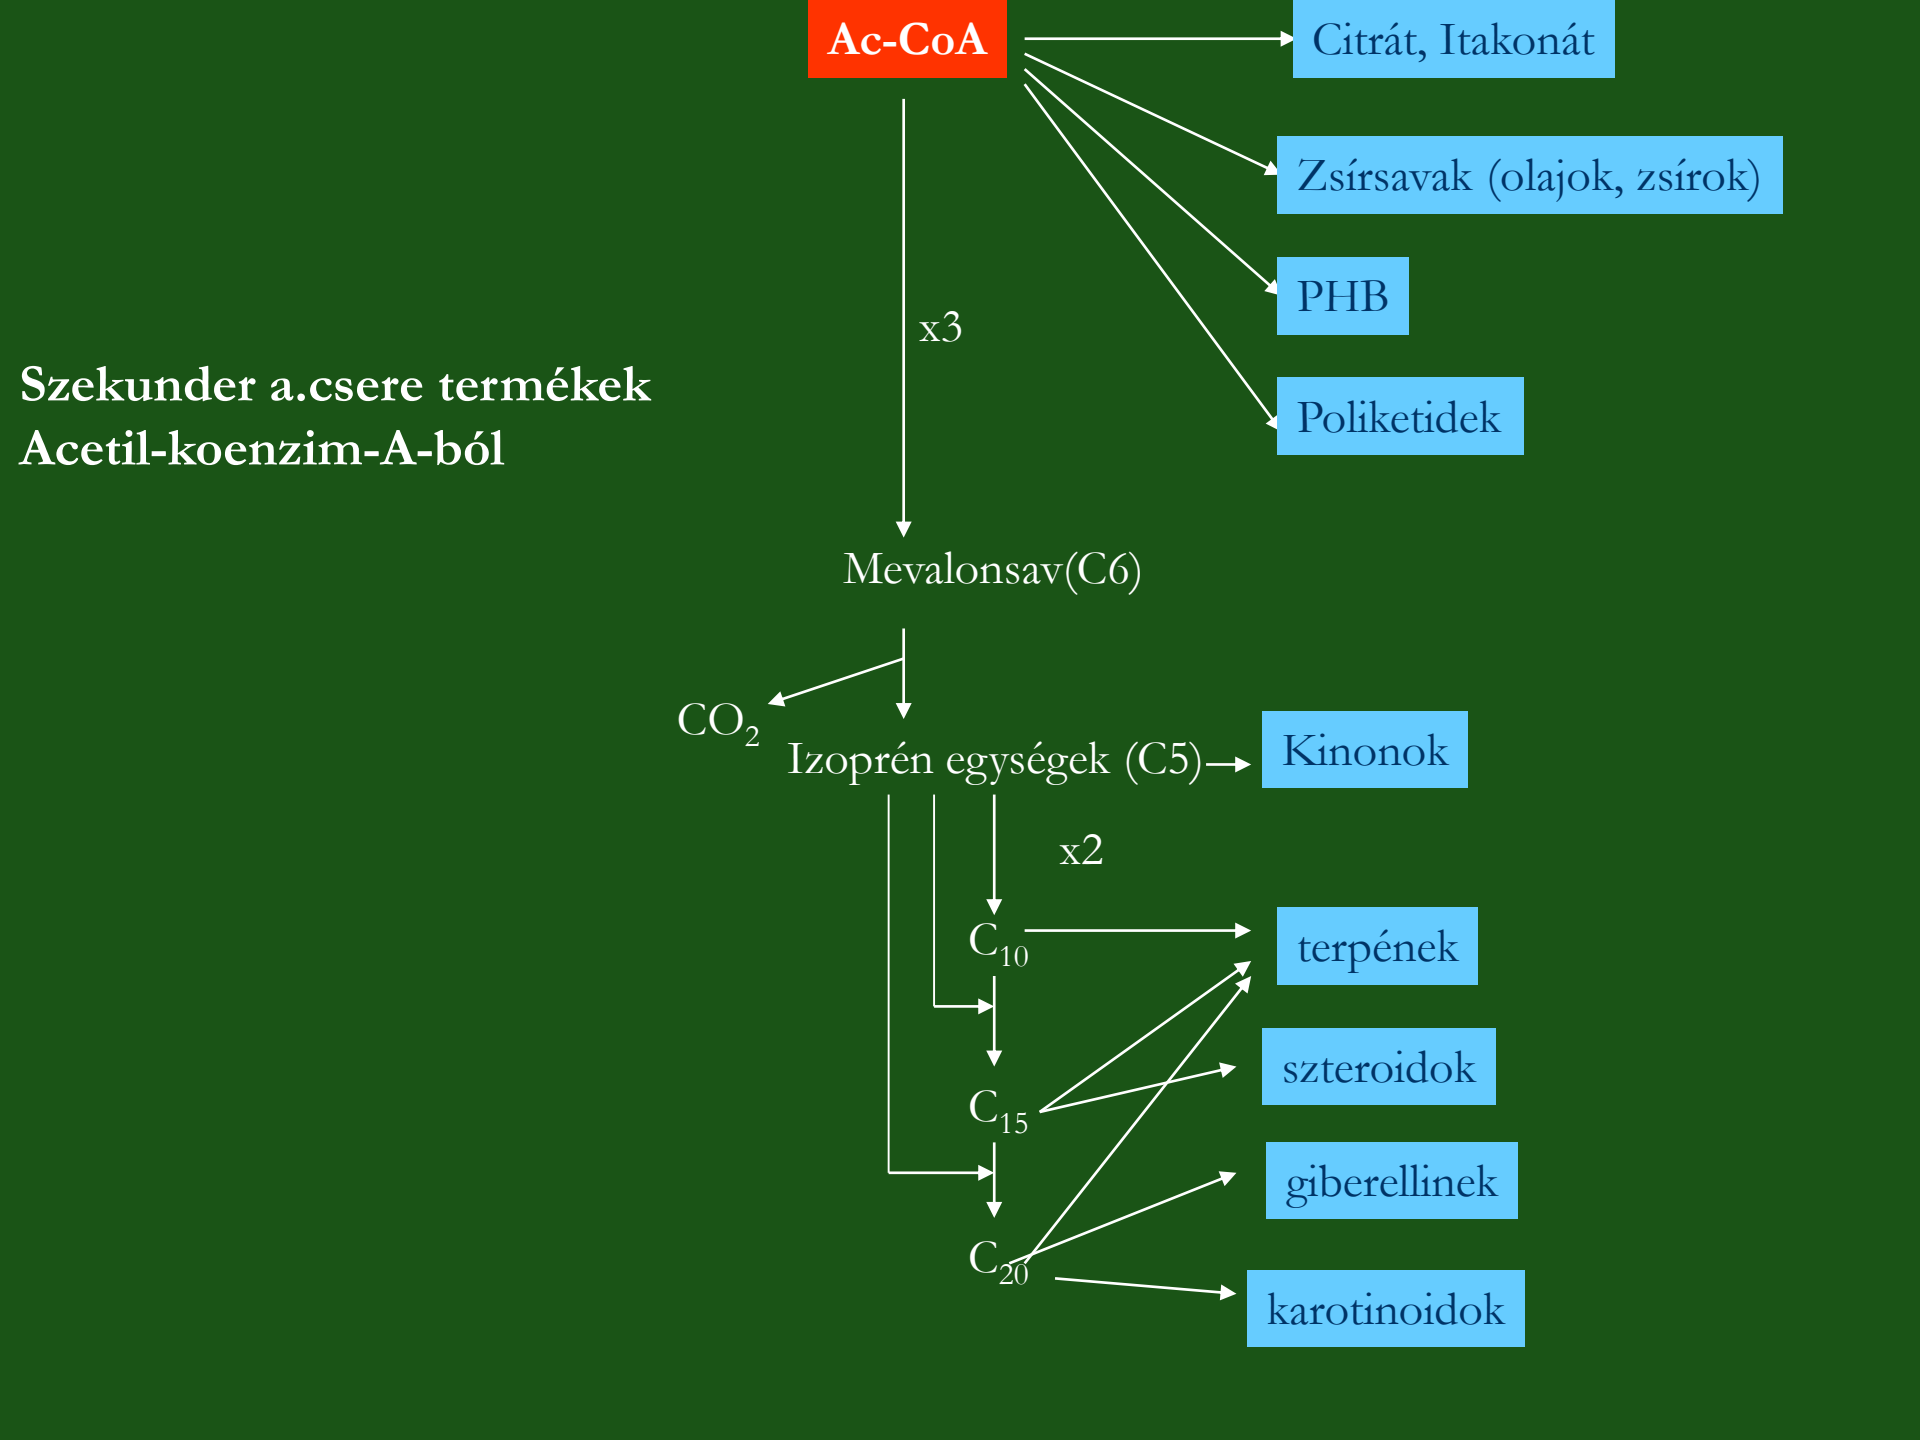 Ac-CoA
Citrát, Itakonát
Zsírsavak (olajok, zsírok)
PHB
x3
Szekunder a.csere termékek
Acetil-koenzim-A-ból
Poliketidek
Mevalonsav(C6)
CO₂
Izoprén egységek (C5)
Kinonok
x2
C₁₀
terpének
szteroidok
C₁₅
giberellinek
C₂₀
karotinoidok